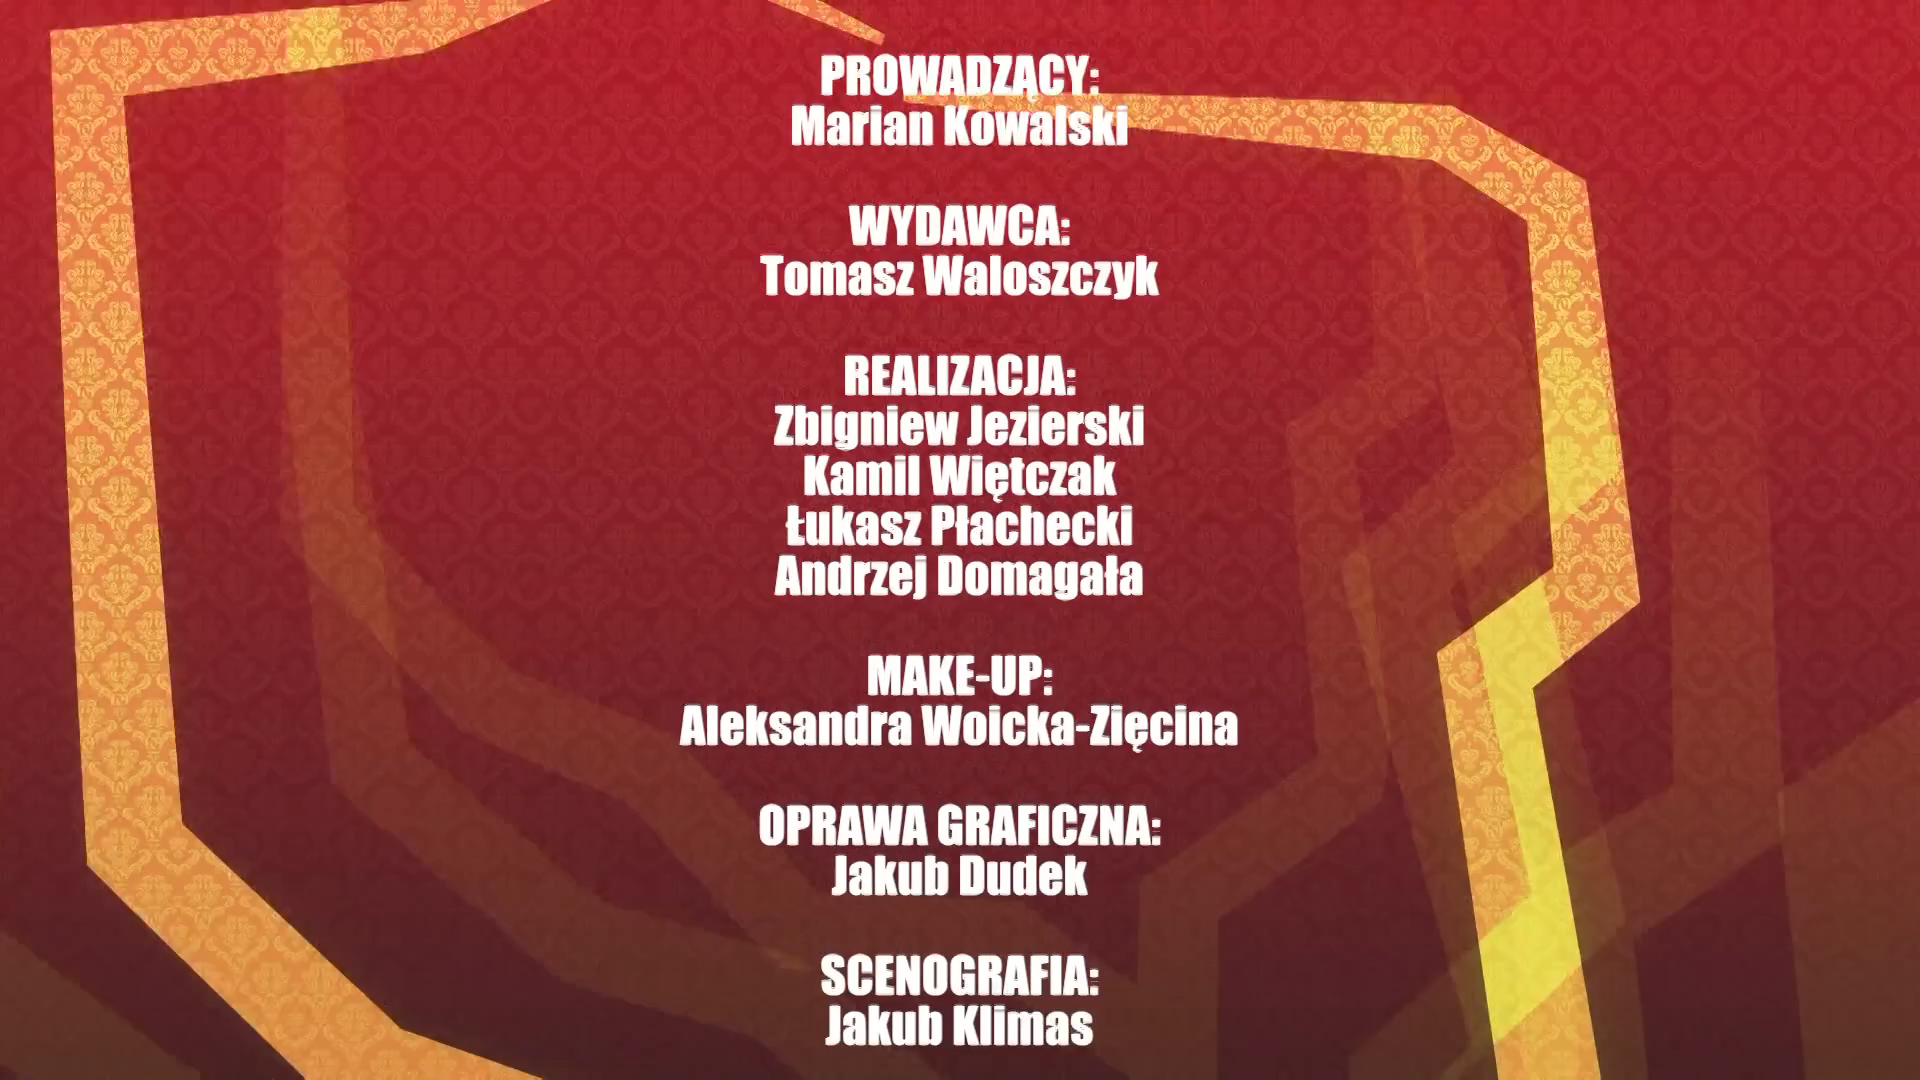 PROWADZĄCY:
Marian Kowalski
WYDAWCA:
Tomasz Waloszczyk
REALIZACJA:
Zbigniew Jezierski
Kamil Więtczak
Łukasz Płachecki
Andrzej Domagała
MAKE-UP:
Aleksandra Woicka-Zięcina
OPRAWA GRAFICZNA:
Jakub Dudek
SCENOGRAFIA:
Jakub Klimas